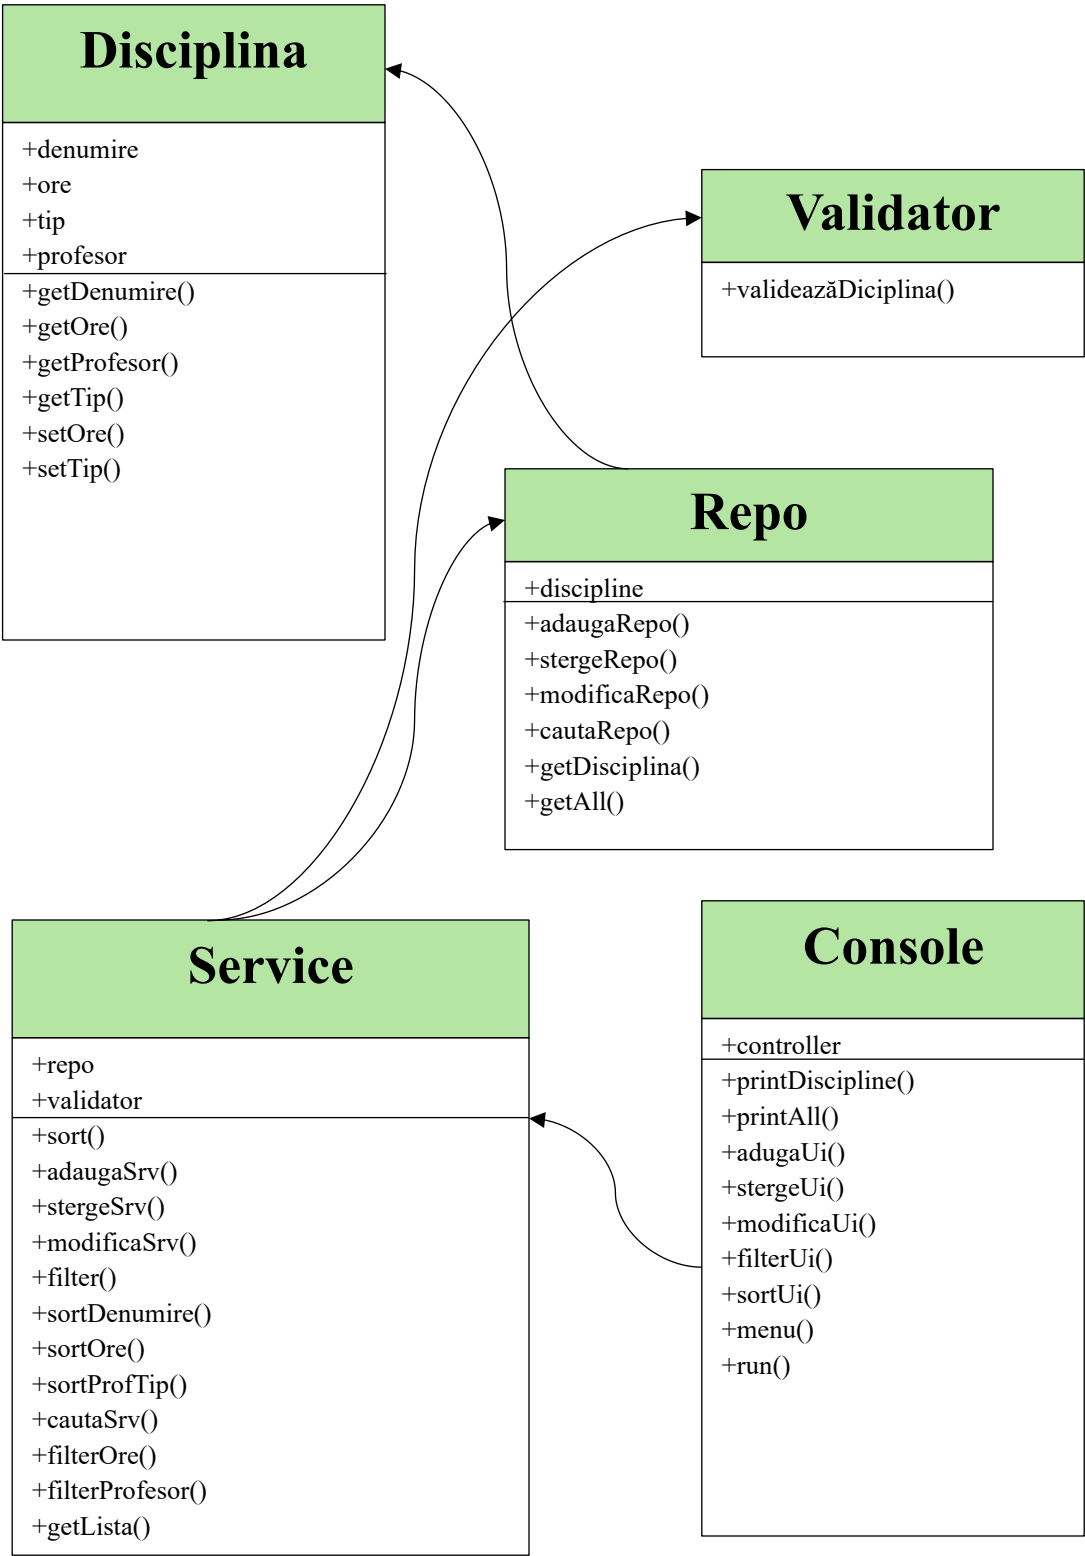 Disciplina
+denumire
+ore
+tip
+profesor
+getDenumire()
+getOre()
+getProfesor()
+getTip()
+setOre()
+setTip()
Validator
+valideazăDiciplina()
Repo
+discipline
+adaugaRepo()
+stergeRepo()
+modificaRepo()
+cautaRepo()
+getDisciplina()
+getAll()
Service
+repo
+validator
+sort()
+adaugaSrv()
+stergeSrv()
+modificaSrv()
+filter()
+sortDenumire()
+sortOre()
+sortProfTip()
+cautaSrv()
+filterOre()
+filterProfesor()
+getLista()
Console
+controller
+printDiscipline()
+printAll()
+adugaUi()
+stergeUi()
+modificaUi()
+filterUi()
+sortUi()
+menu()
+run()